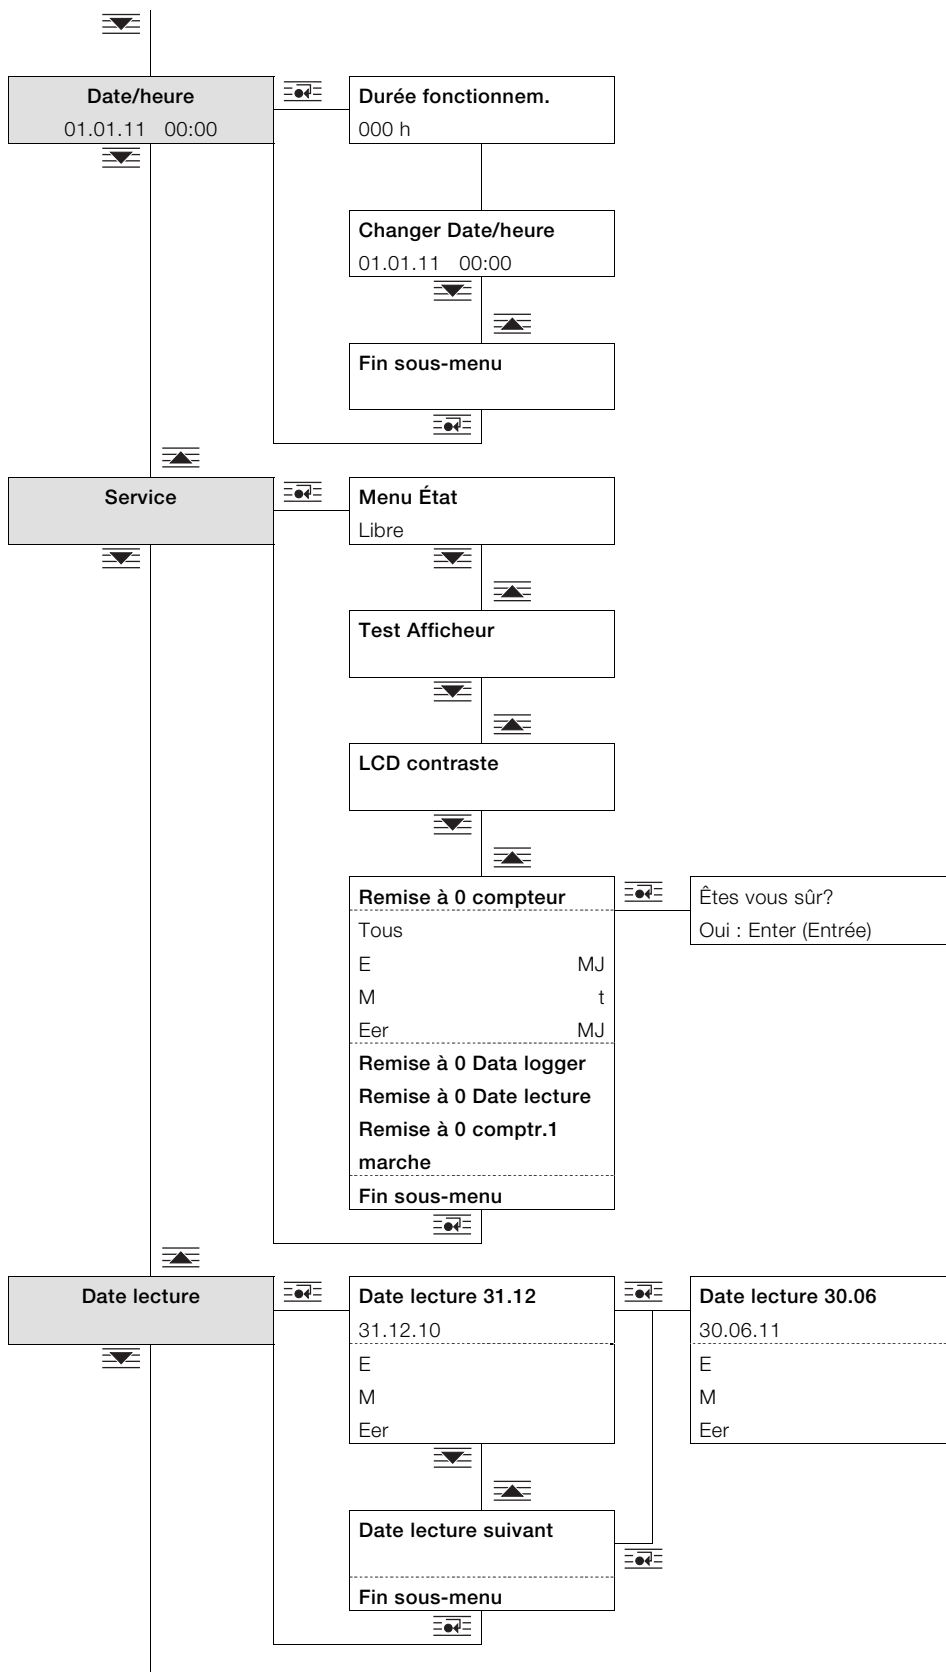 Date/heure
01.01.11 00:00
Durée fonctionnem.
000 h
Changer Date/heure
01.01.11 00:00
Fin sous-menu
Service
Menu État
Libre
Test Afficheur
LCD contraste
Remise à 0 compteur
Tous
E MJ
M t
Eer MJ
Remise à 0 Data logger
Remise à 0 Date lecture
Remise à 0 comptr.1
marche
Fin sous-menu
Êtes vous sûr?
Oui : Enter (Entrée)
Date lecture
Date lecture 31.12
31.12.10
E
M
Eer
Date lecture 30.06
30.06.11
E
M
Eer
Date lecture suivant
Fin sous-menu